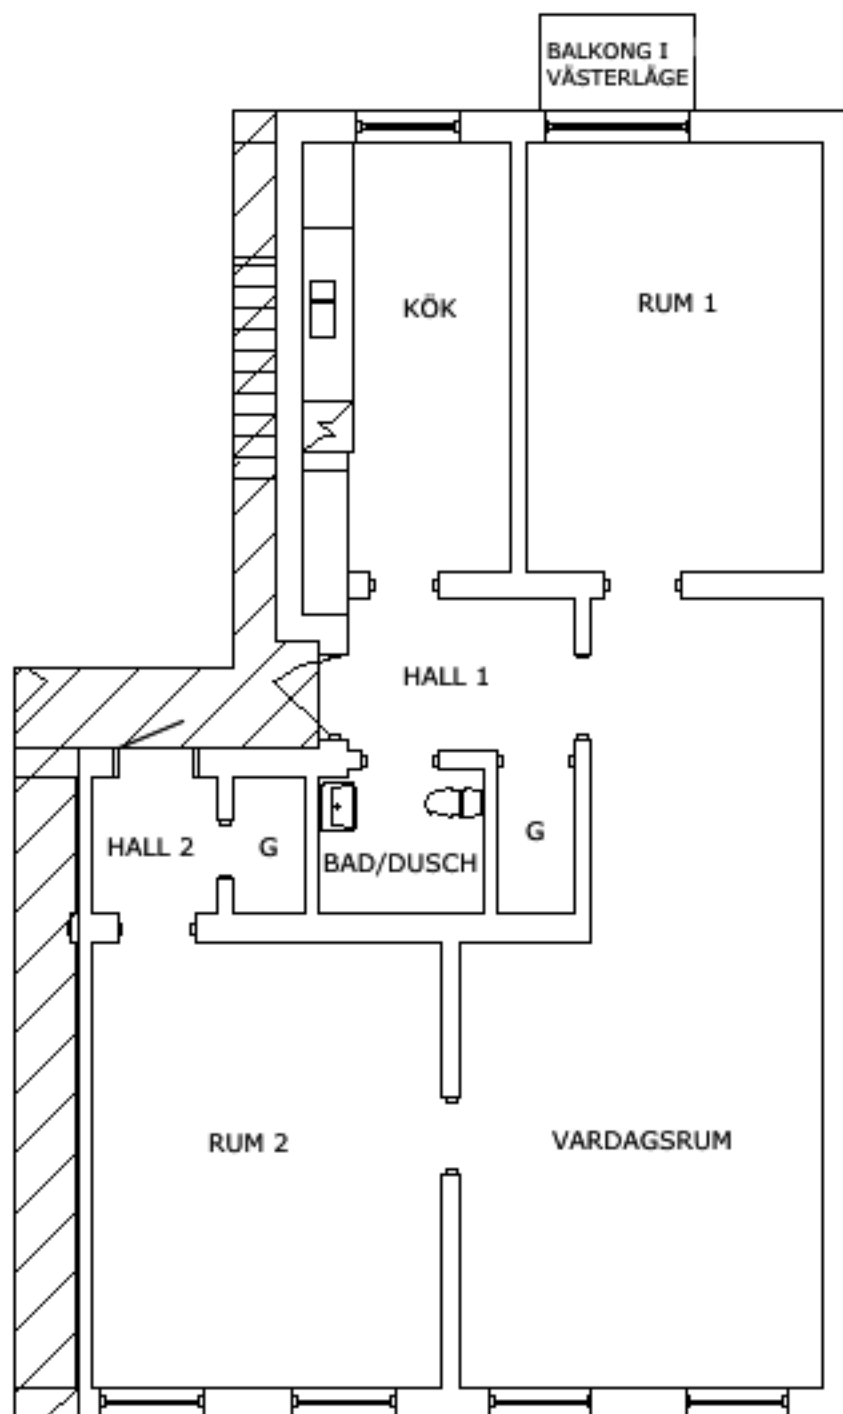 BALKONG I
VÄSTERLÄGE
KÖK
RUM 1
HALL 1
HALL 2
G
BAD/DUSCH
G
RUM 2
VARDAGSRUM